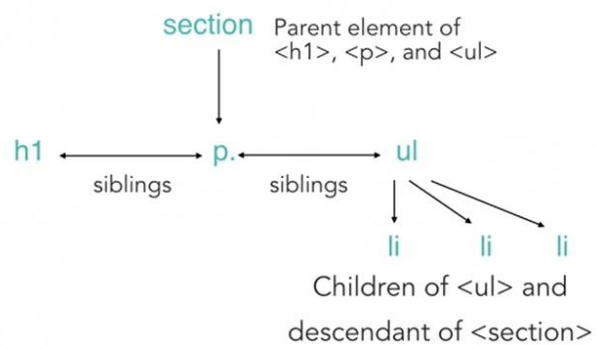 section
Parent element of
<h1>, <p>, and <ul>
h1
p.
ul
siblings
siblings
li
li
li
Children of <ul> and
descendant of <section>